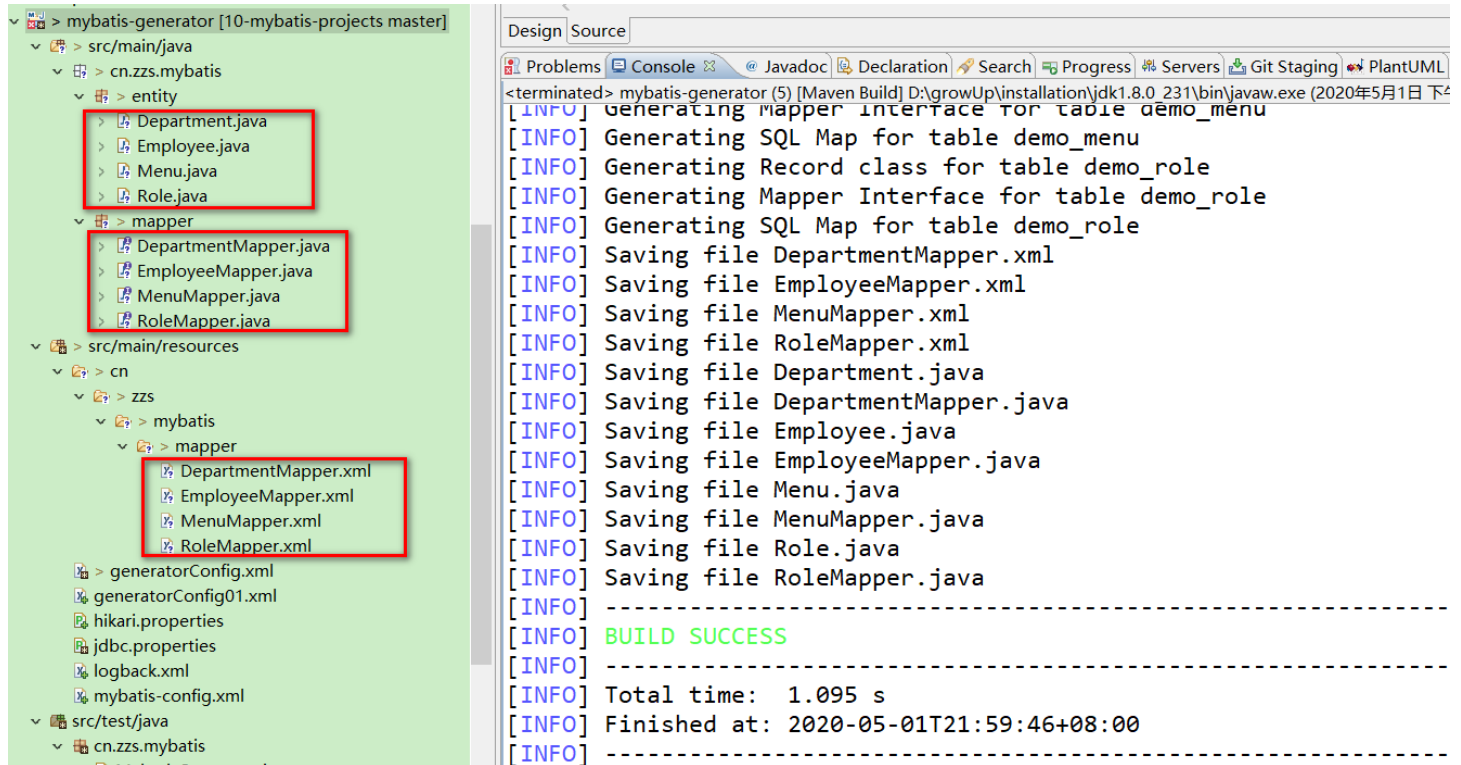 > mybatis-generator [10-mybatis-projects master]
> src/main/java
> cn.zzs.mybatis
> entity
Department.java
Employee.java
Menu.java
Role.java
> mapper
DepartmentMapper.java
EmployeeMapper.java
MenuMapper.java
RoleMapper.java
> src/main/resources
> cn
> zzs
> mybatis
> mapper
DepartmentMapper.xml
EmployeeMapper.xml
MenuMapper.xml
RoleMapper.xml
> generatorConfig.xml
generatorConfig01.xml
hikari.properties
jdbc.properties
logback.xml
mybatis-config.xml
src/test/java
cn.zzs.mybatis
Design Source
Problems Console Javadoc Declaration Search Progress Servers Git Staging PlantUML
<terminated> mybatis-generator (5) [Maven Build] D:\growUp\installation\jdk1.8.0_231\bin\javaw.exe (2020年5月1日 下午
[INFO] Generating Mapper Interface for table demo_menu
[INFO] Generating SQL Map for table demo_menu
[INFO] Generating Record class for table demo_role
[INFO] Generating Mapper Interface for table demo_role
[INFO] Generating SQL Map for table demo_role
[INFO] Saving file DepartmentMapper.xml
[INFO] Saving file EmployeeMapper.xml
[INFO] Saving file MenuMapper.xml
[INFO] Saving file RoleMapper.xml
[INFO] Saving file Department.java
[INFO] Saving file DepartmentMapper.java
[INFO] Saving file Employee.java
[INFO] Saving file EmployeeMapper.java
[INFO] Saving file Menu.java
[INFO] Saving file MenuMapper.java
[INFO] Saving file Role.java
[INFO] Saving file RoleMapper.java
[INFO] ------------------------------------------------------------
[INFO] BUILD SUCCESS
[INFO] ------------------------------------------------------------
[INFO] Total time:  1.095 s
[INFO] Finished at: 2020-05-01T21:59:46+08:00
[INFO] ------------------------------------------------------------